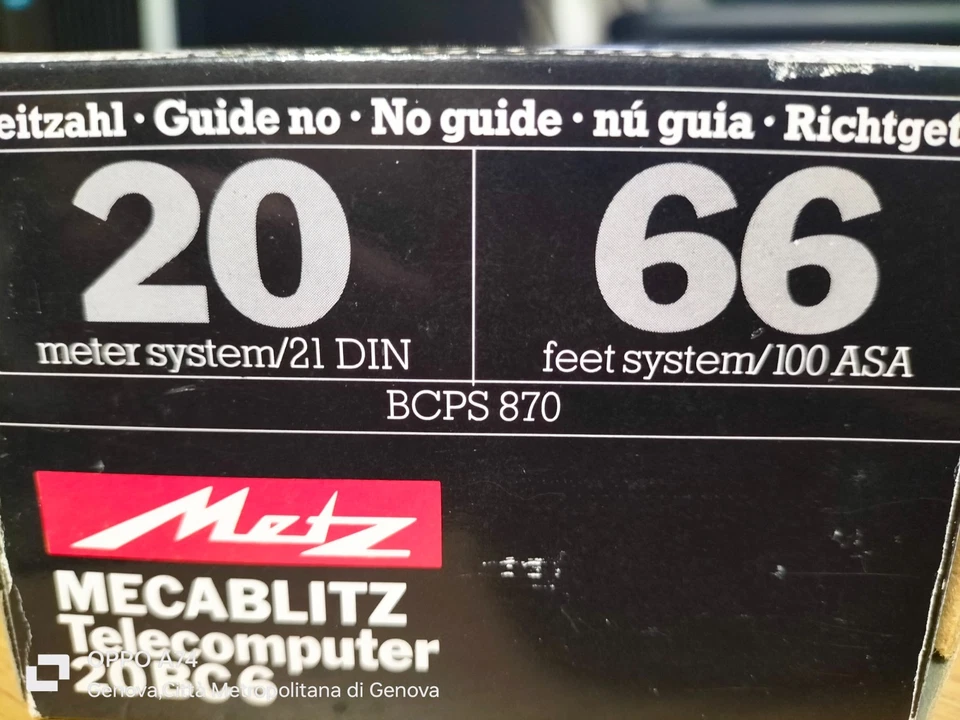 eitzahl · Guide no · No guide · nú guia · Richtget
20
meter system/21 DIN
66
feet system/100 ASA
BCPS 870
Metz
MECABLITZ
Telecomputer
20 BC 6
OPPO A74
Genova, Città Metropolitana di Genova